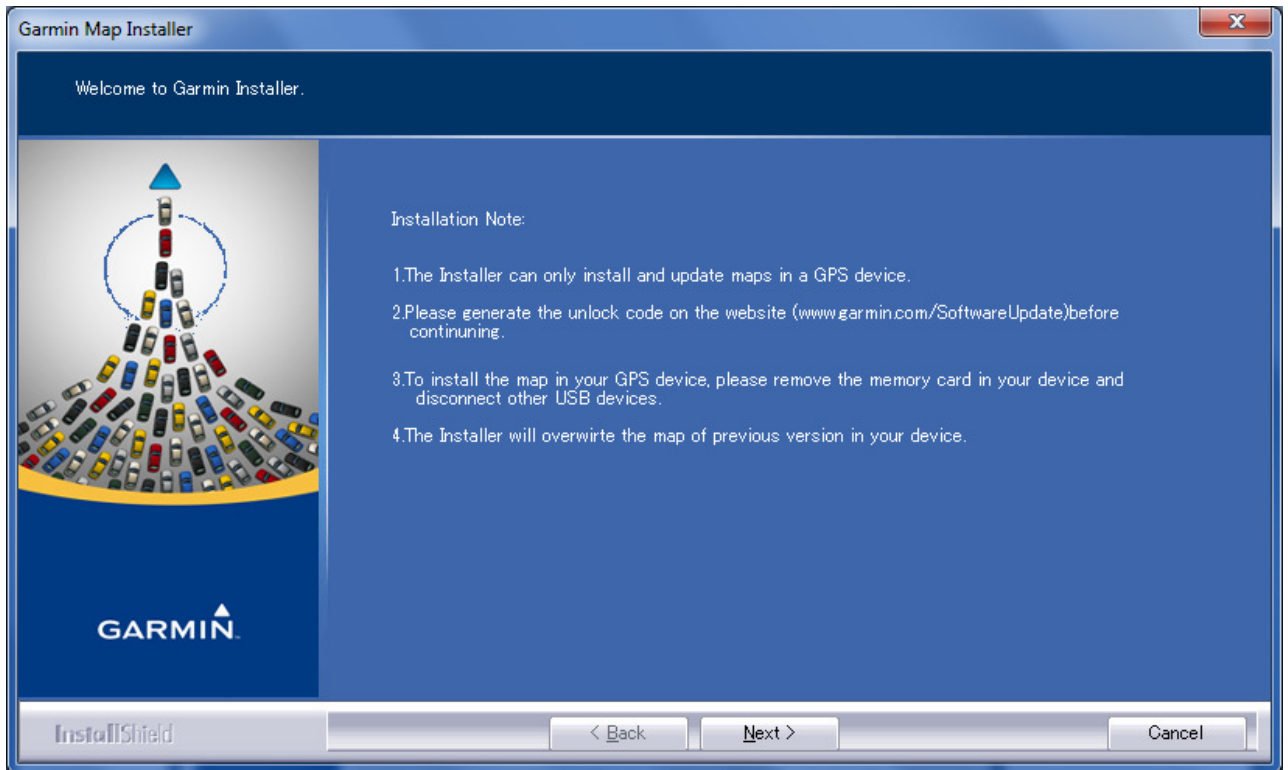 Garmin Map Installer
Welcome to Garmin Installer.
Installation Note:
1.The Installer can only install and update maps in a GPS device.
2.Please generate the unlock code on the website (www.garmin.com/SoftwareUpdate)before
continuning.
3.To install the map in your GPS device, please remove the memory card in your device and
disconnect other USB devices.
4.The Installer will overwirte the map of previous version in your device.
GARMIN
InstallShield
< Back
Next >
Cancel